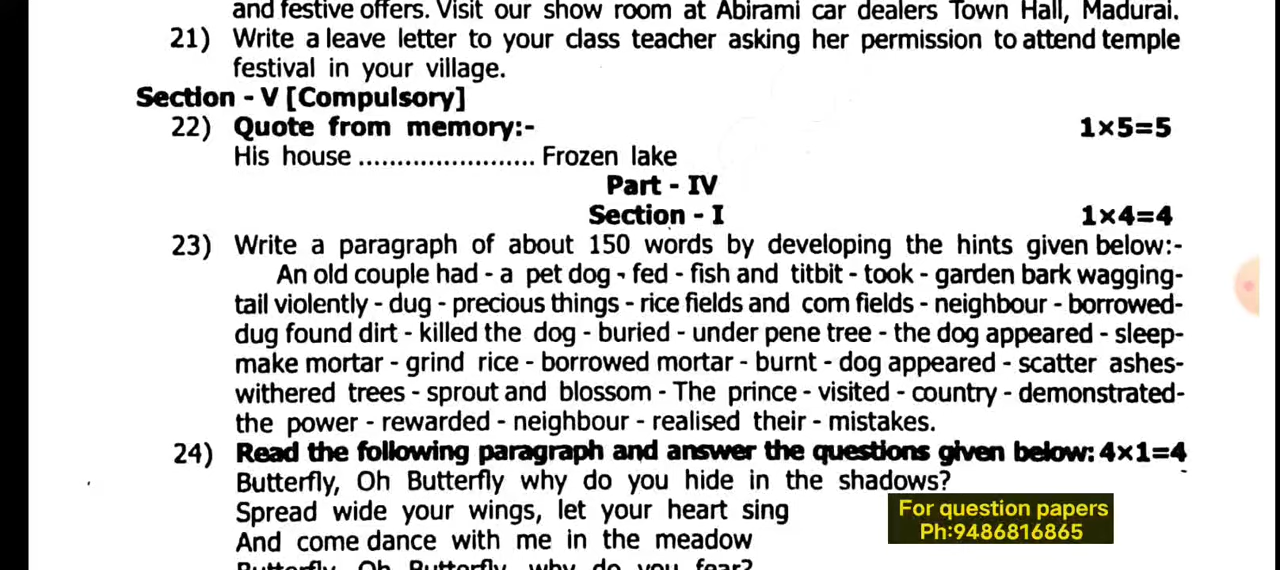 and festive offers. Visit our show room at Abirami car dealers Town Hall, Madurai.
21) Write a leave letter to your class teacher asking her permission to attend temple
festival in your village.
Section - V [Compulsory]
22) Quote from memory:- 1×5=5
His house ........................ Frozen lake
Part - IV
Section - I 1×4=4
23) Write a paragraph of about 150 words by developing the hints given below:-
An old couple had - a pet dog - fed - fish and titbit - took - garden bark wagging-
tail violently - dug - precious things - rice fields and corn fields - neighbour - borrowed-
dug found dirt - killed the dog - buried - under pene tree - the dog appeared - sleep-
make mortar - grind rice - borrowed mortar - burnt - dog appeared - scatter ashes-
withered trees - sprout and blossom - The prince - visited - country - demonstrated-
the power - rewarded - neighbour - realised their - mistakes.
24) Read the following paragraph and answer the questions given below: 4×1=4
Butterfly, Oh Butterfly why do you hide in the shadows?
Spread wide your wings, let your heart sing
And come dance with me in the meadow
Butterfly, Oh Butterfly, why do you fear?
For question papers
Ph:9486816865